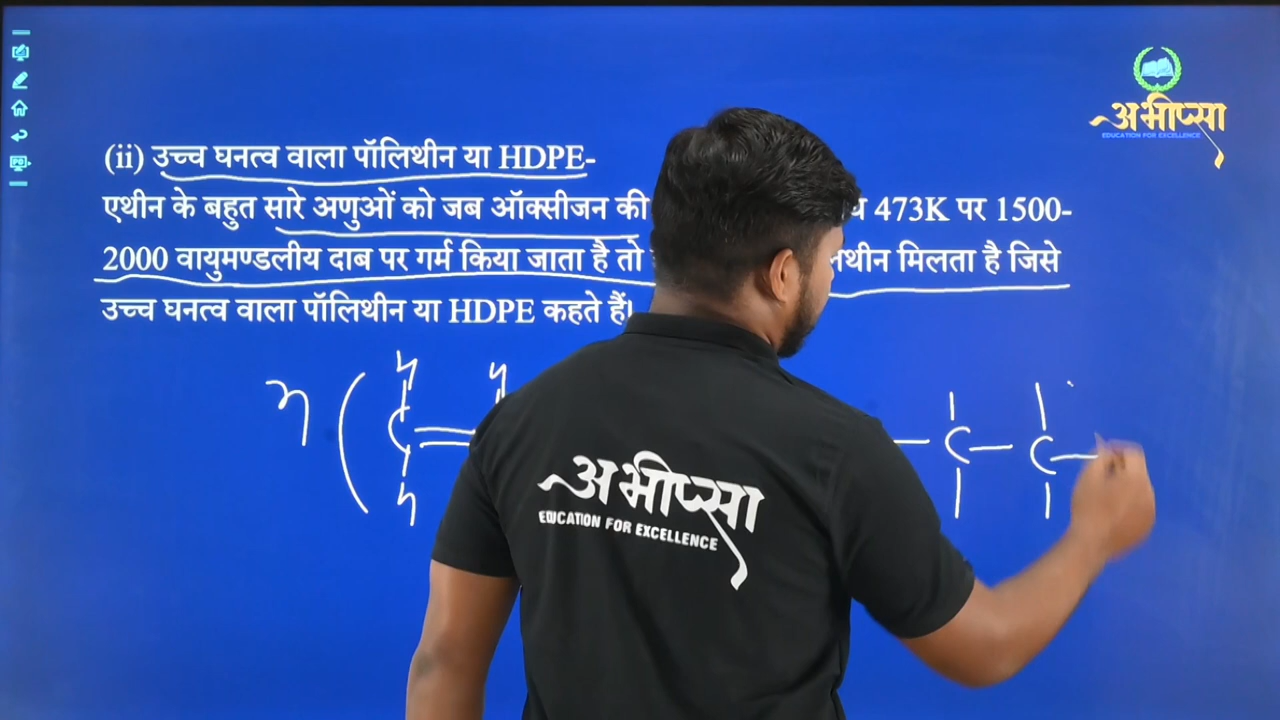 अभीप्सा
EDUCATION FOR EXCELLENCE
(ii) उच्च घनत्व वाला पॉलिथीन या HDPE-
एथीन के बहुत सारे अणुओं को जब ऑक्सीजन की 473K पर 1500-
2000 वायुमण्डलीय दाब पर गर्म किया जाता है तो मिलता है जिसे
उच्च घनत्व वाला पॉलिथीन या HDPE कहते हैं।
n ( C = C C - C -
अभीप्सा
EDUCATION FOR EXCELLENCE